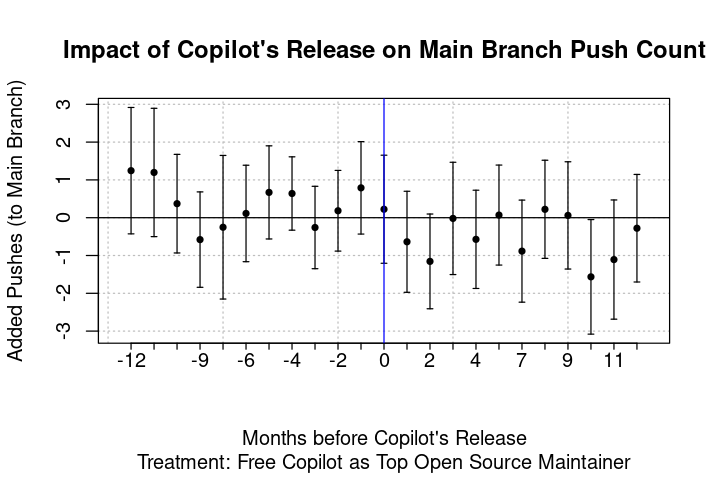 Impact of Copilot's Release on Main Branch Push Count
Added Pushes (to Main Branch)
3
2
1
0
-1
-2
-3
-12 -9 -6 -4 -2 0 2 4 7 9 11
Months before Copilot's Release
Treatment: Free Copilot as Top Open Source Maintainer